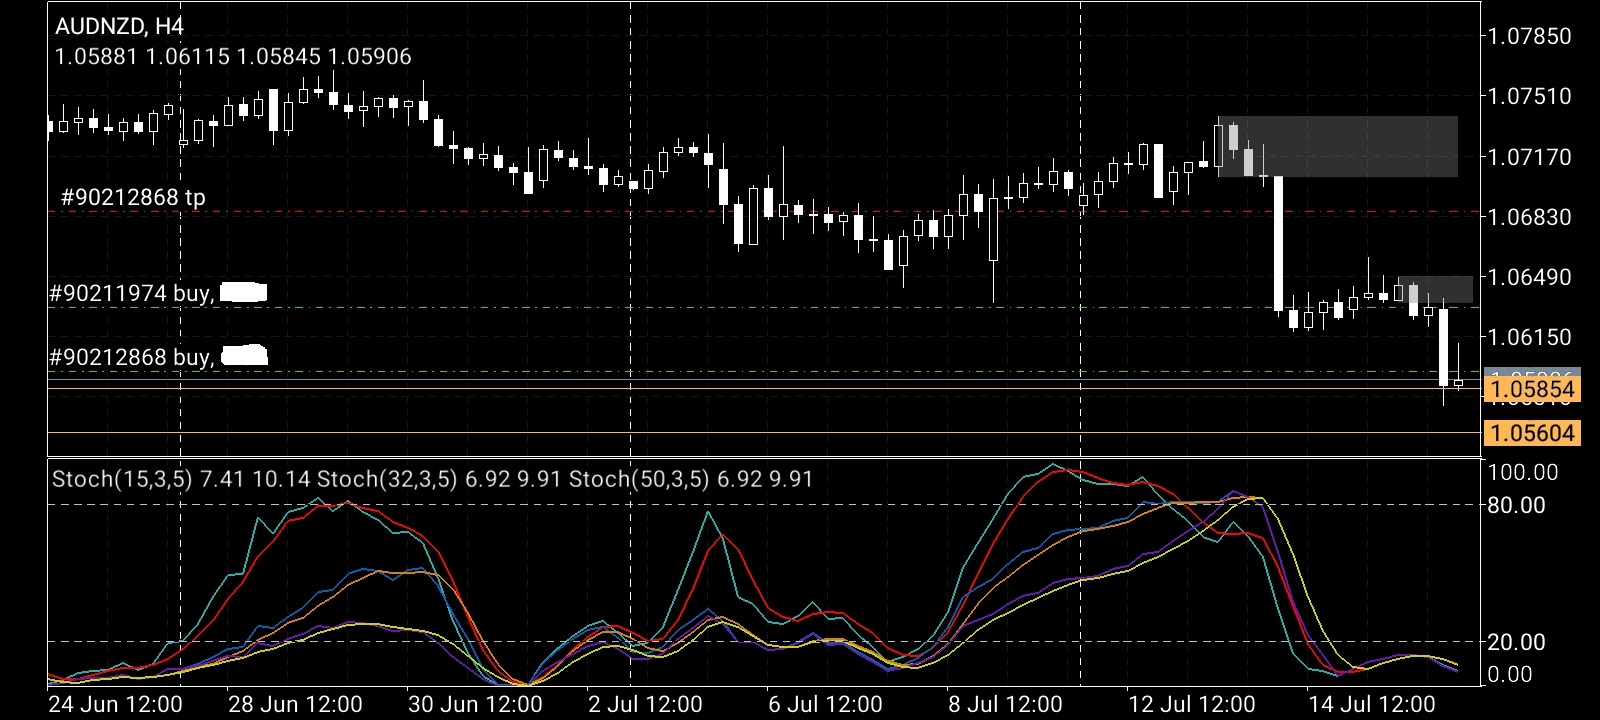 AUDNZD, H4
1.05881 1.06115 1.05845 1.05906
#90212868 tp
#90211974 buy,
#90212868 buy,
1.07850
1.07510
1.07170
1.06830
1.06490
1.06150
1.05854
1.05604
Stoch(15,3,5) 7.41 10.14 Stoch(32,3,5) 6.92 9.91 Stoch(50,3,5) 6.92 9.91
100.00
80.00
20.00
0.00
24 Jun 12:00 28 Jun 12:00 30 Jun 12:00 2 Jul 12:00 6 Jul 12:00 8 Jul 12:00 12 Jul 12:00 14 Jul 12:00